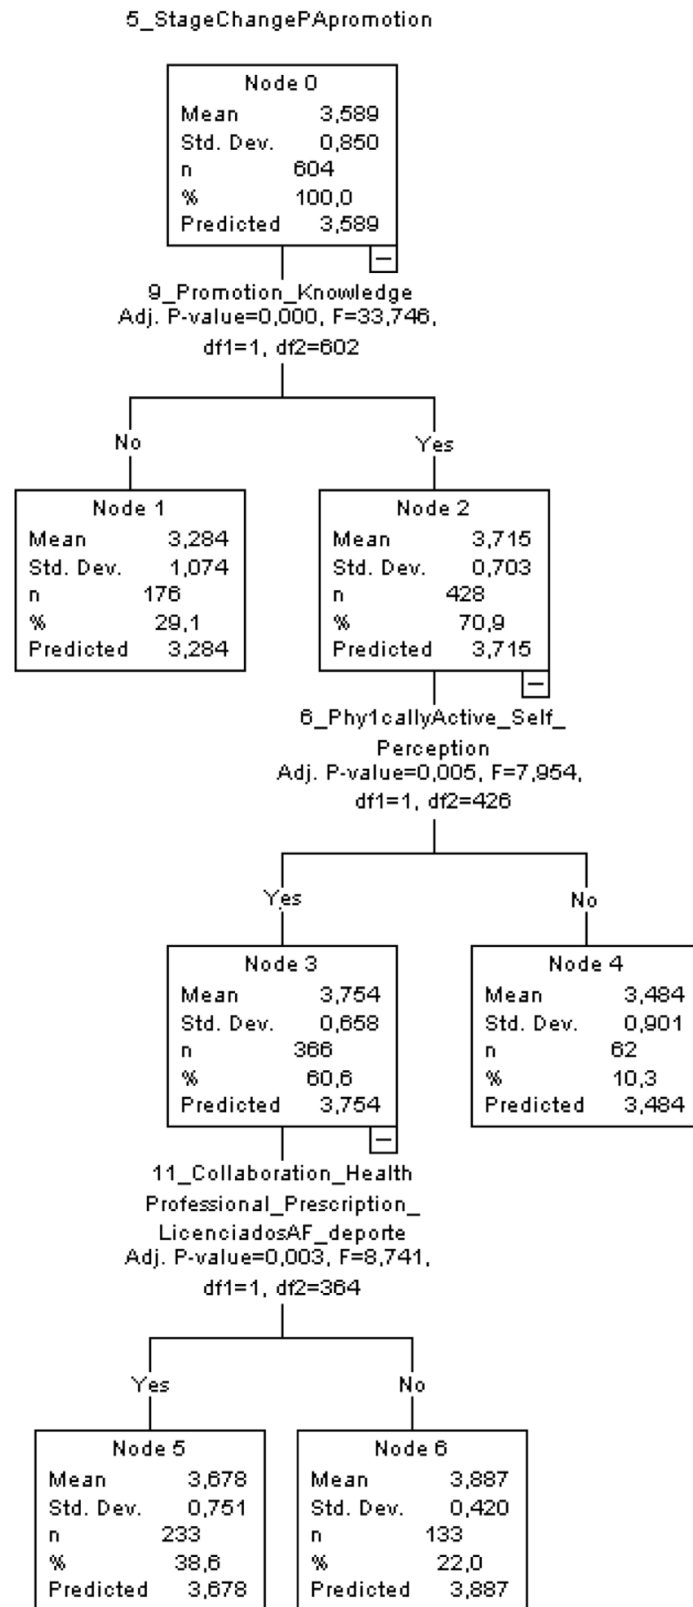 5_StageChangePApromotion
Node 0
Mean 3,589
Std. Dev. 0,850
n 604
% 100,0
Predicted 3,589
9_Promotion_Knowledge
Adj. P-value=0,000, F=33,746,
df1=1, df2=602
No
Yes
Node 1
Mean 3,284
Std. Dev. 1,074
n 176
% 29,1
Predicted 3,284
Node 2
Mean 3,715
Std. Dev. 0,703
n 428
% 70,9
Predicted 3,715
6_Phy1callyActive_Self_
Perception
Adj. P-value=0,005, F=7,954,
df1=1, df2=426
Yes
No
Node 3
Mean 3,754
Std. Dev. 0,658
n 366
% 60,6
Predicted 3,754
Node 4
Mean 3,484
Std. Dev. 0,901
n 62
% 10,3
Predicted 3,484
11_Collaboration_Health
Professional_Prescription_
LicenciadosAF_deporte
Adj. P-value=0,003, F=8,741,
df1=1, df2=364
Yes
No
Node 5
Mean 3,678
Std. Dev. 0,751
n 233
% 38,6
Predicted 3,678
Node 6
Mean 3,887
Std. Dev. 0,420
n 133
% 22,0
Predicted 3,887